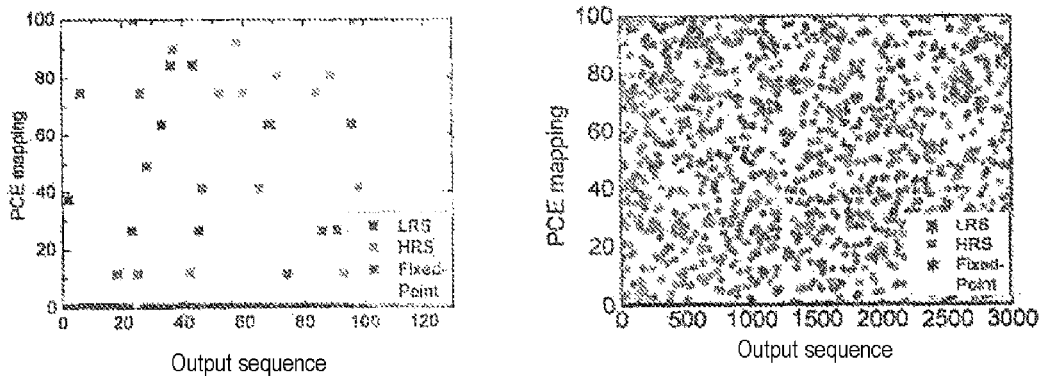 100
80
60
40
20
0
PCE mapping
LRS
HRS
Fixed-
Point
0 20 40 60 80 100 120
Output sequence
100
80
60
40
20
0
PCE mapping
LRS
HRS
Fixed-
Point
0 500 1000 1500 2000 2500 3000
Output sequence